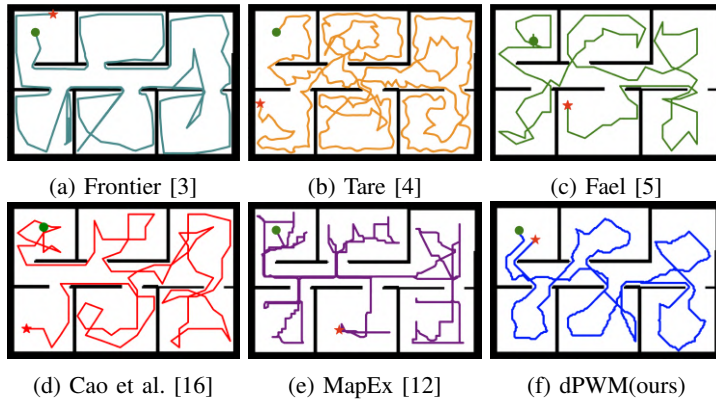 (a) Frontier [3] (b) Tare [4] (c) Fael [5]
(d) Cao et al. [16] (e) MapEx [12] (f) dPWM(ours)